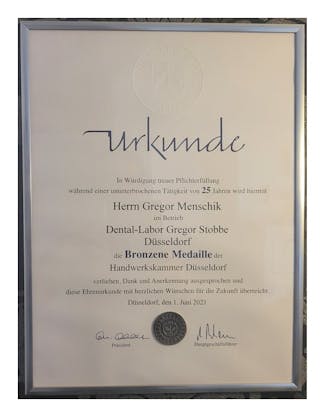 Urkunde
In Würdigung treuer Pflichterfüllung
während einer ununterbrochenen Tätigkeit von 25 Jahren wird hiermit
Herrn Gregor Menschik
im Betrieb
Dental-Labor Gregor Stobbe
Düsseldorf
die Bronzene Medaille der
Handwerkskammer Düsseldorf
verliehen, Dank und Anerkennung ausgesprochen und
diese Ehrenurkunde mit herzlichen Wünschen für die Zukunft überreicht.
Düsseldorf, den 1. Juni 2021
Präsident
Hauptgeschäftsführer